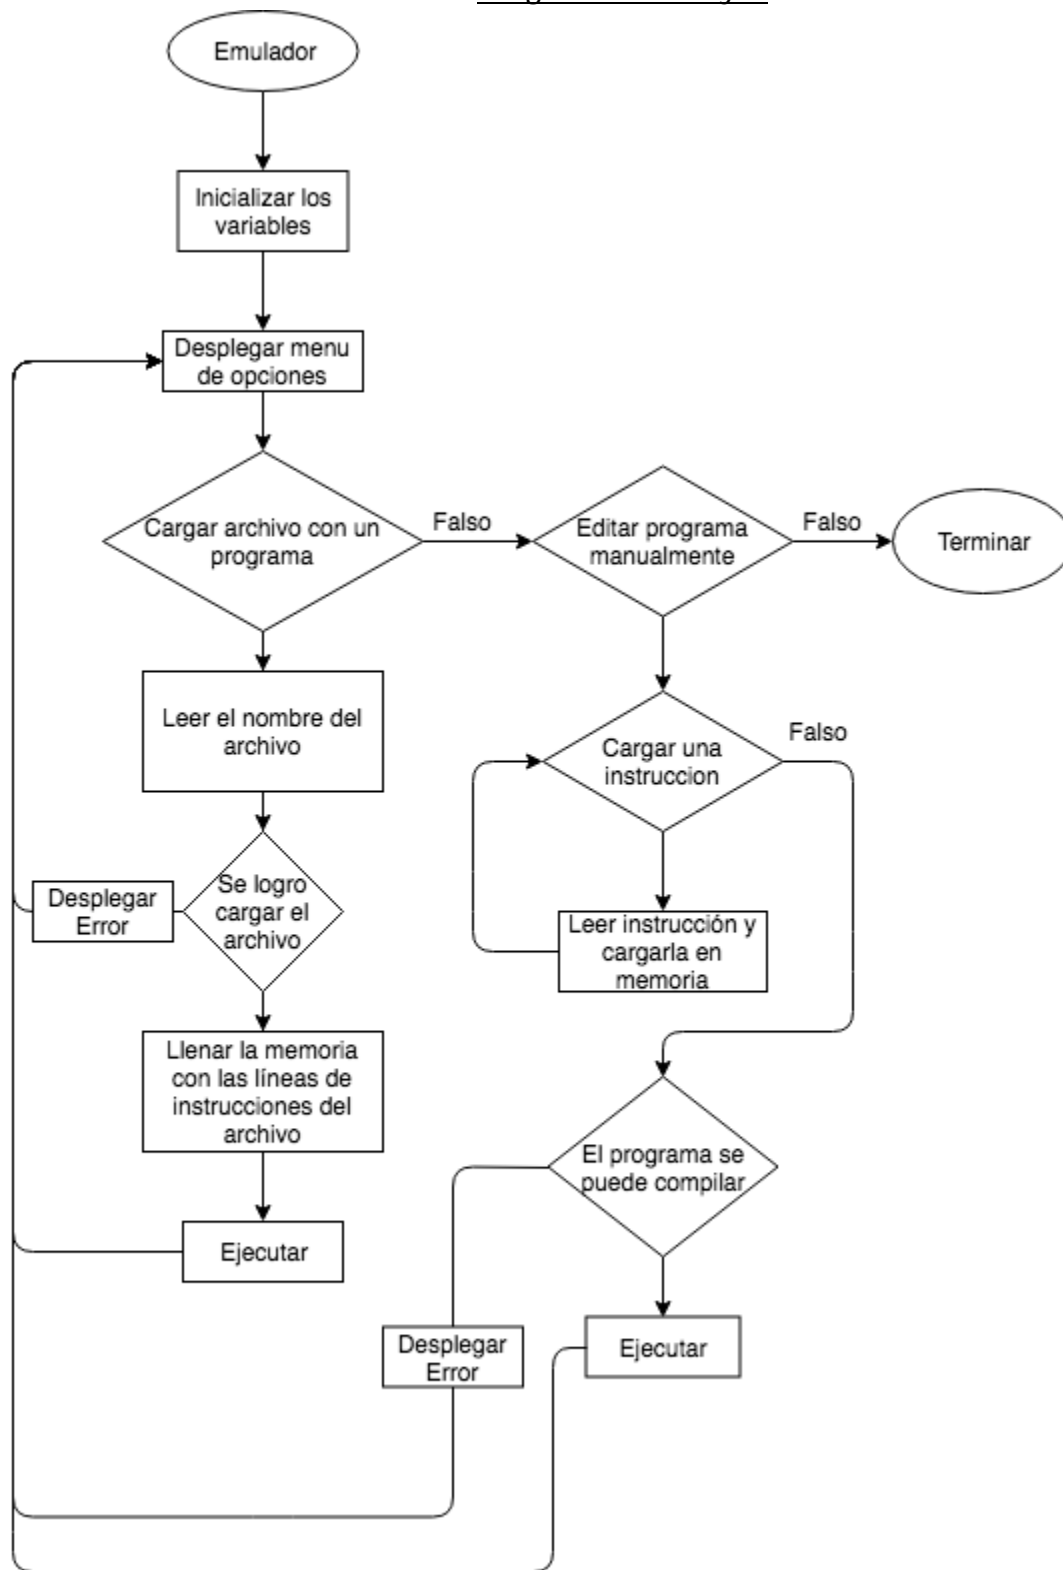 Emulador
Inicializar los
variables
Desplegar menu
de opciones
Cargar archivo con un
programa
Falso
Editar programa
manualmente
Falso
Terminar
Leer el nombre del
archivo
Cargar una
instruccion
Falso
Se logro
cargar el
archivo
Desplegar
Error
Leer instrucción y
cargarla en
memoria
Llenar la memoria
con las líneas de
instrucciones del
archivo
El programa se
puede compilar
Ejecutar
Desplegar
Error
Ejecutar